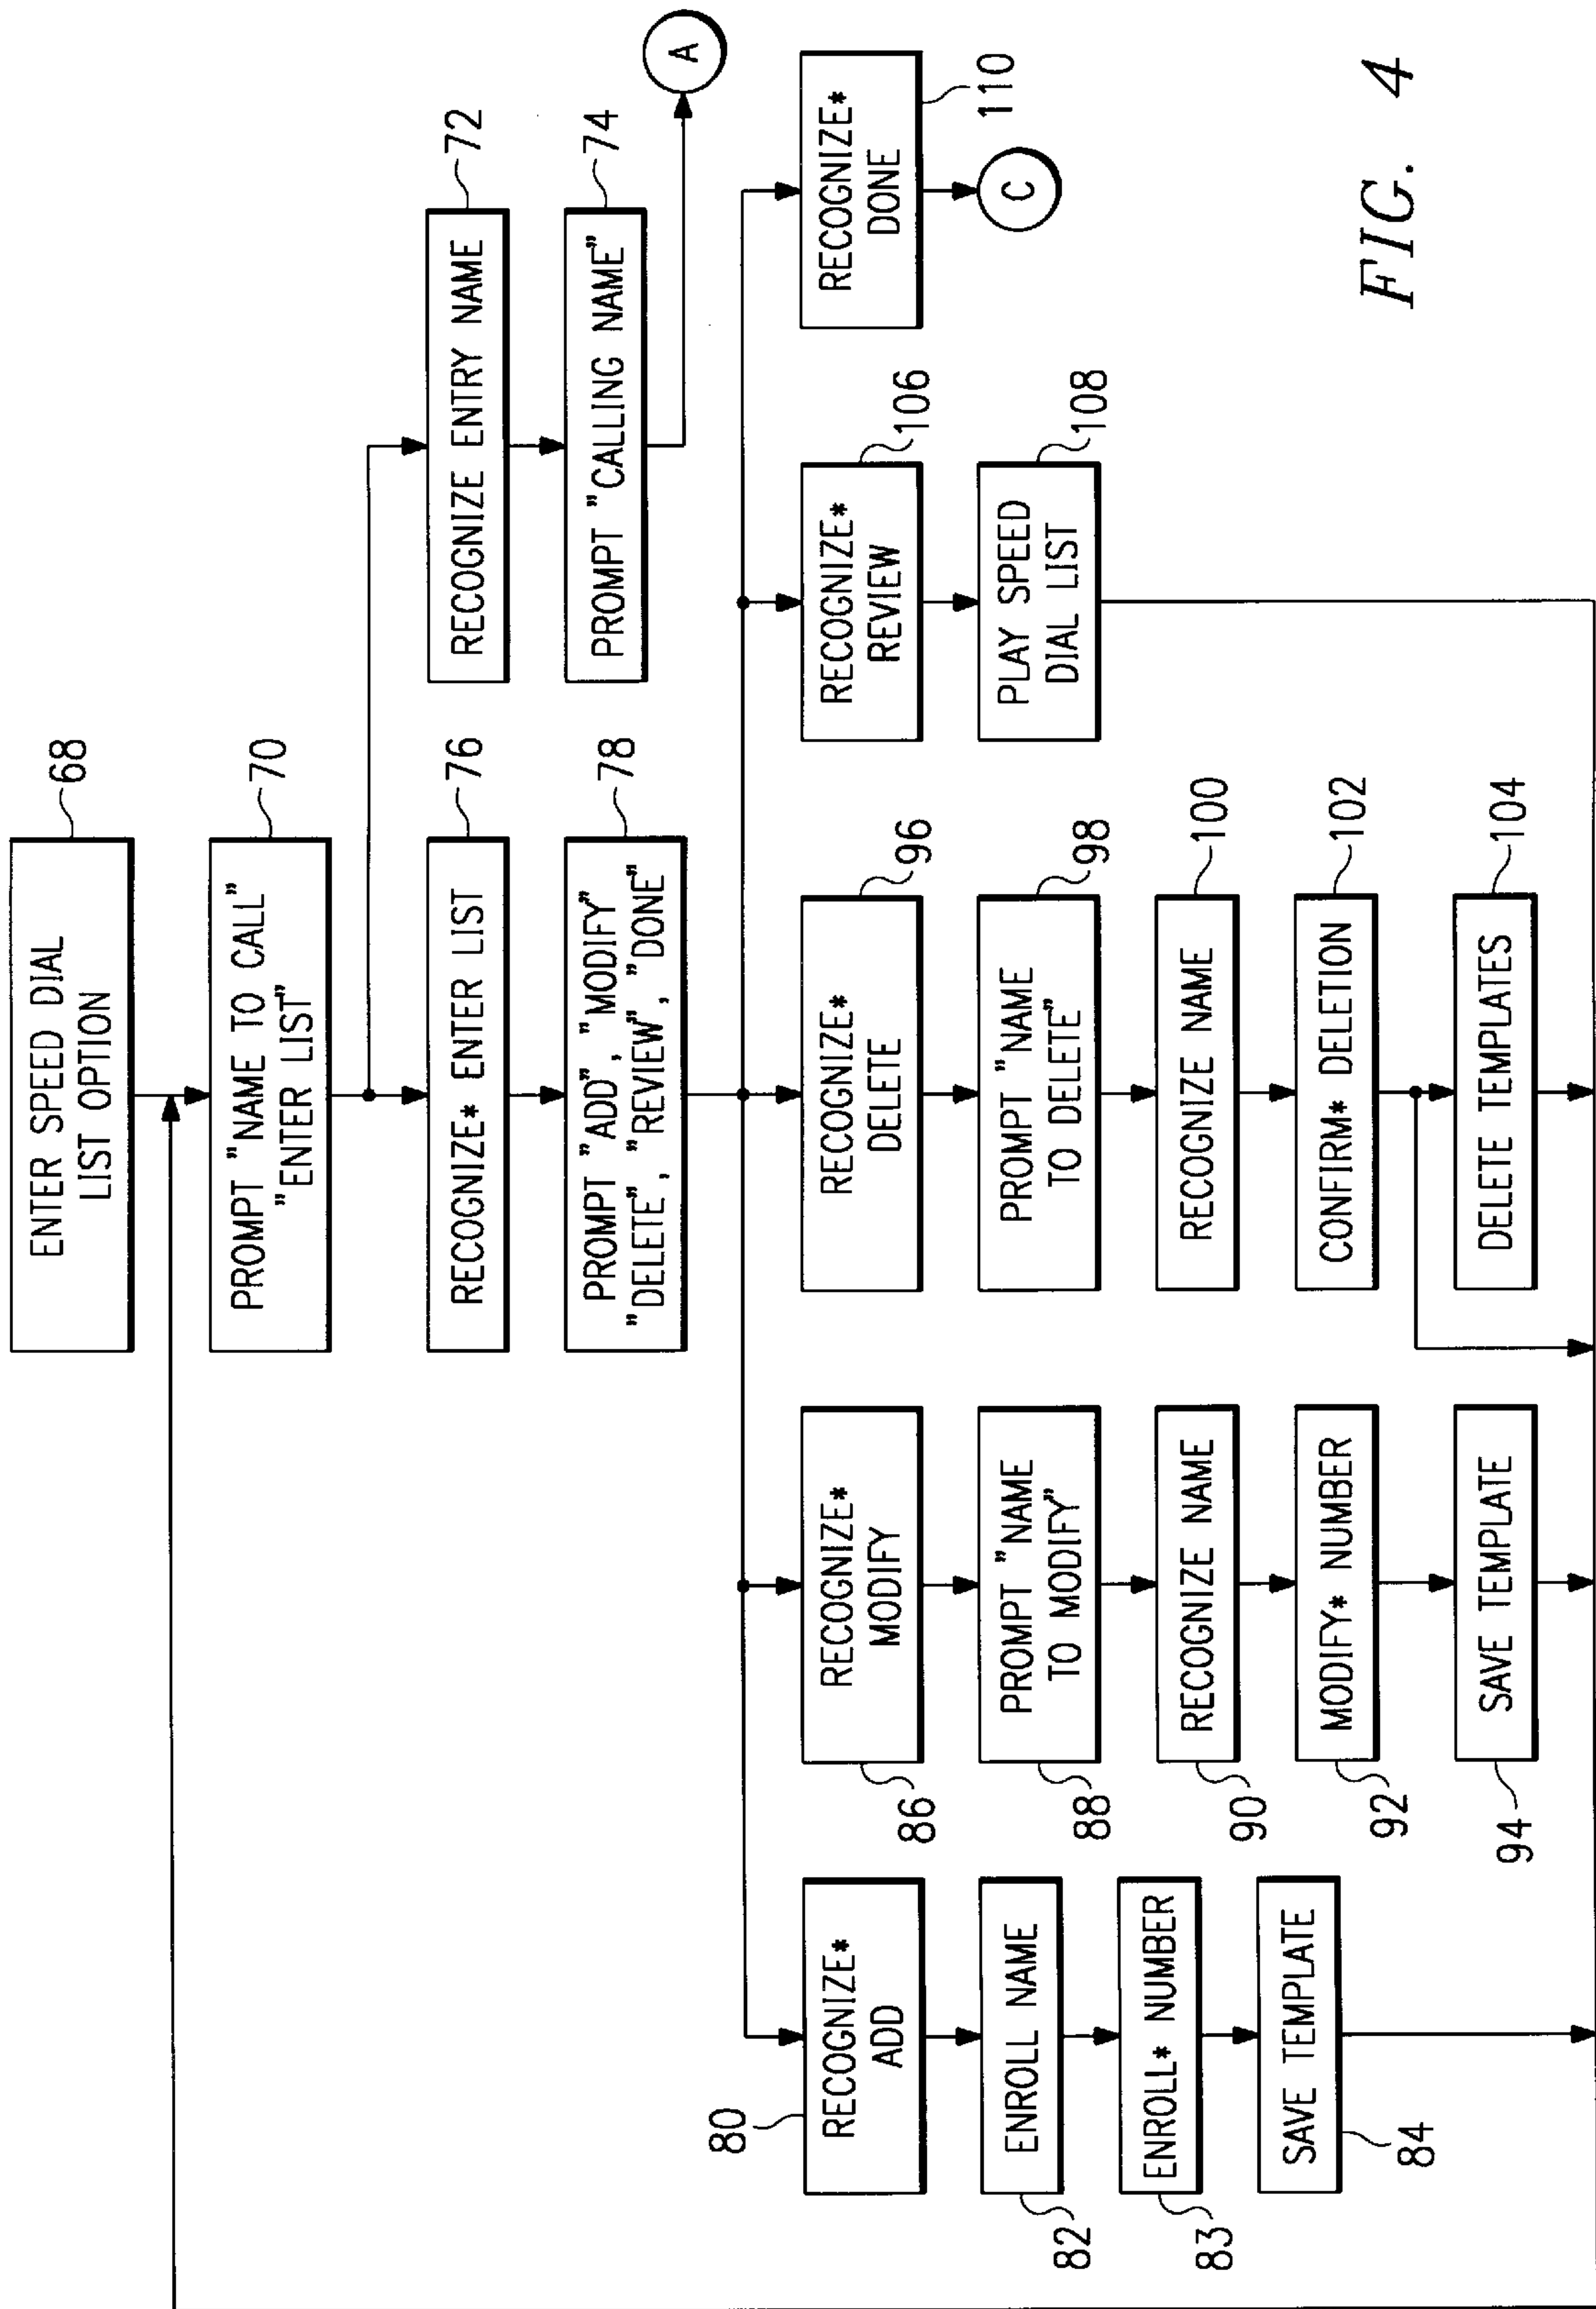 ENTER SPEED DIAL
LIST OPTION
68
PROMPT "NAME TO CALL"
"ENTER LIST"
70
RECOGNIZE ENTRY NAME
72
PROMPT "CALLING NAME"
74
A
RECOGNIZE* ENTER LIST
76
PROMPT "ADD", "MODIFY"
"DELETE", "REVIEW", "DONE"
78
80
RECOGNIZE*
ADD
82
ENROLL NAME
83
ENROLL* NUMBER
84
SAVE TEMPLATE
86
RECOGNIZE*
MODIFY
88
PROMPT "NAME
TO MODIFY"
90
RECOGNIZE NAME
92
MODIFY* NUMBER
94
SAVE TEMPLATE
RECOGNIZE*
DELETE
96
PROMPT "NAME
TO DELETE"
98
RECOGNIZE NAME
100
CONFIRM* DELETION
102
DELETE TEMPLATES
104
RECOGNIZE*
REVIEW
106
PLAY SPEED
DIAL LIST
108
RECOGNIZE*
DONE
110
C
FIG. 4